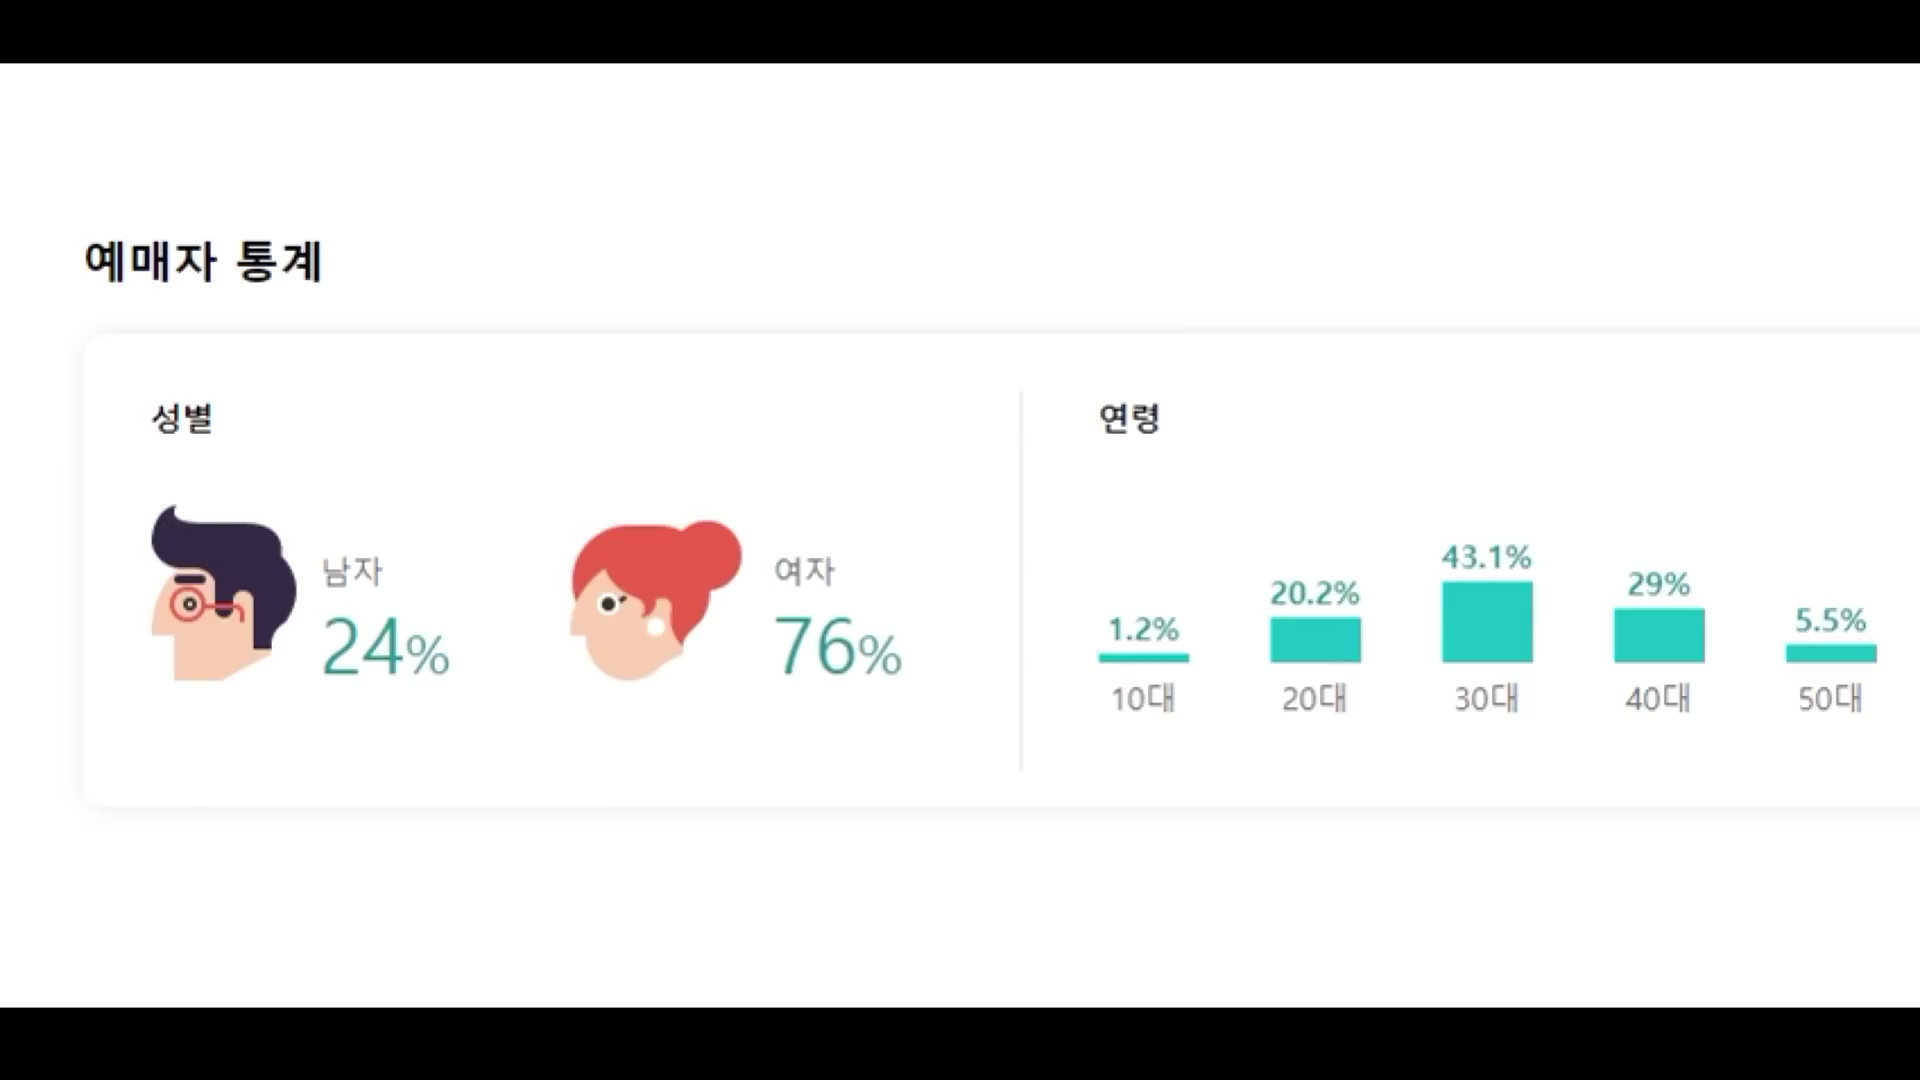 예매자 통계
성별
남자
24%
여자
76%
연령
1.2%
20.2%
43.1%
29%
5.5%
10대
20대
30대
40대
50대